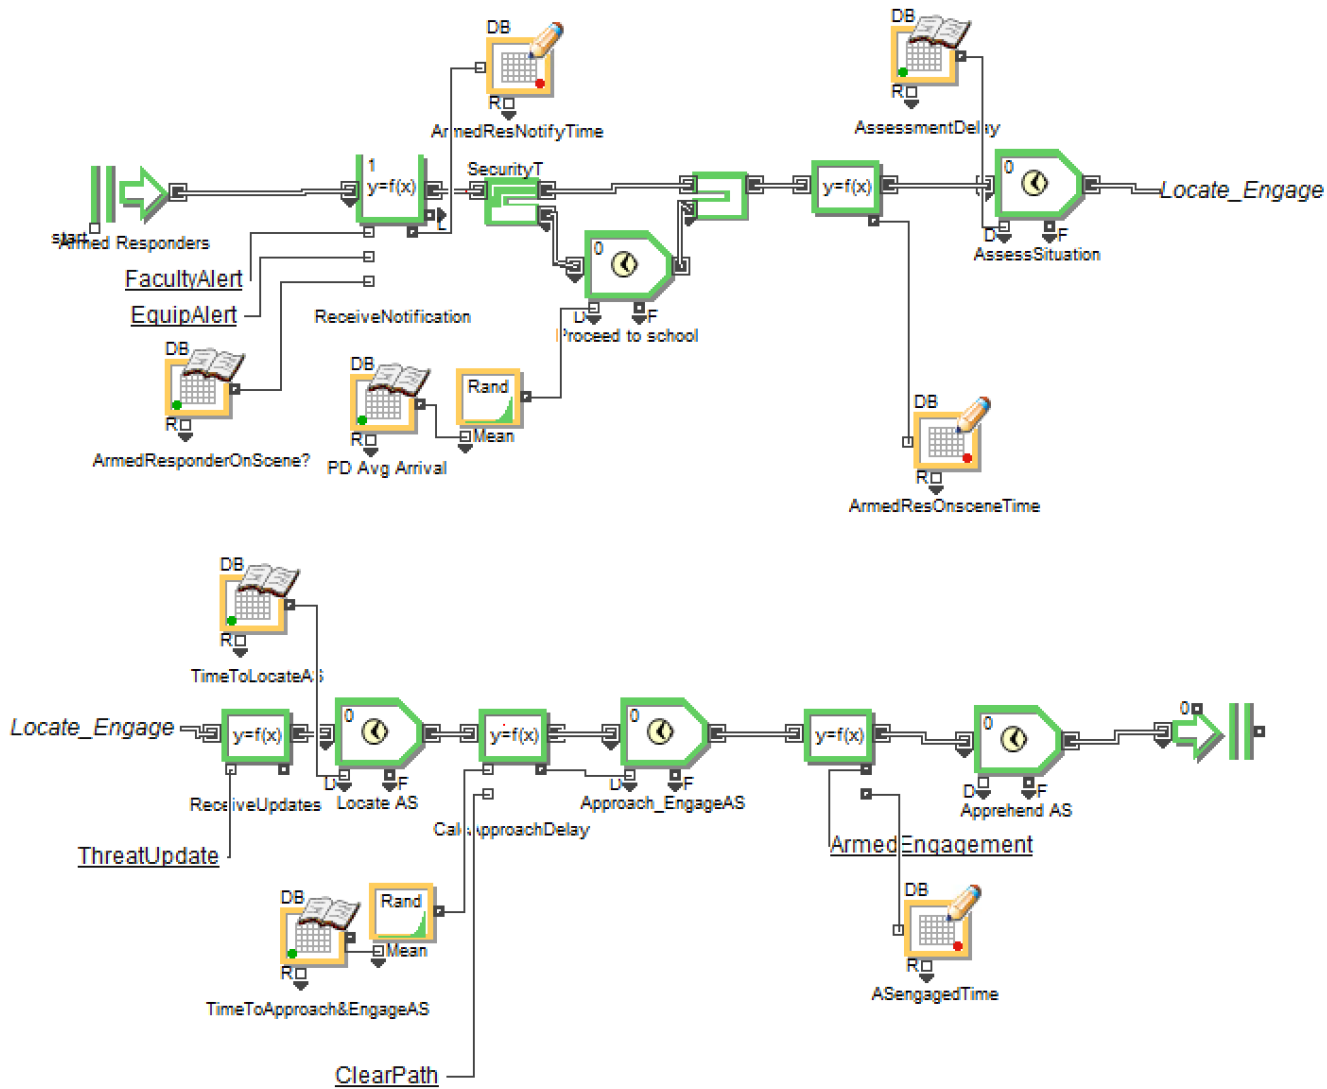 DB
DB
R
R
ArmedResNotifyTime
AssessmentDelay
1
y=f(x)
SecurityT
L
y=f(x)
0
Locate_Engage
start
Armed Responders
0
D
F
AssessSituation
FacultyAlert
EquipAlert
ReceiveNotification
D
F
Proceed to school
DB
R
ArmedResponderOnScene?
DB
R
PD Avg Arrival
Rand
Mean
DB
R
ArmedResOnsceneTime
DB
R
TimeToLocateAS
Locate_Engage
y=f(x)
0
y=f(x)
0
y=f(x)
0
0
D
F
D
F
D
F
ReceiveUpdates
Locate AS
CalcApproachDelay
Approach_EngageAS
Apprehend AS
ThreatUpdate
ArmedEngagement
DB
R
TimeToApproach&EngageAS
Rand
Mean
DB
R
ASengagedTime
ClearPath